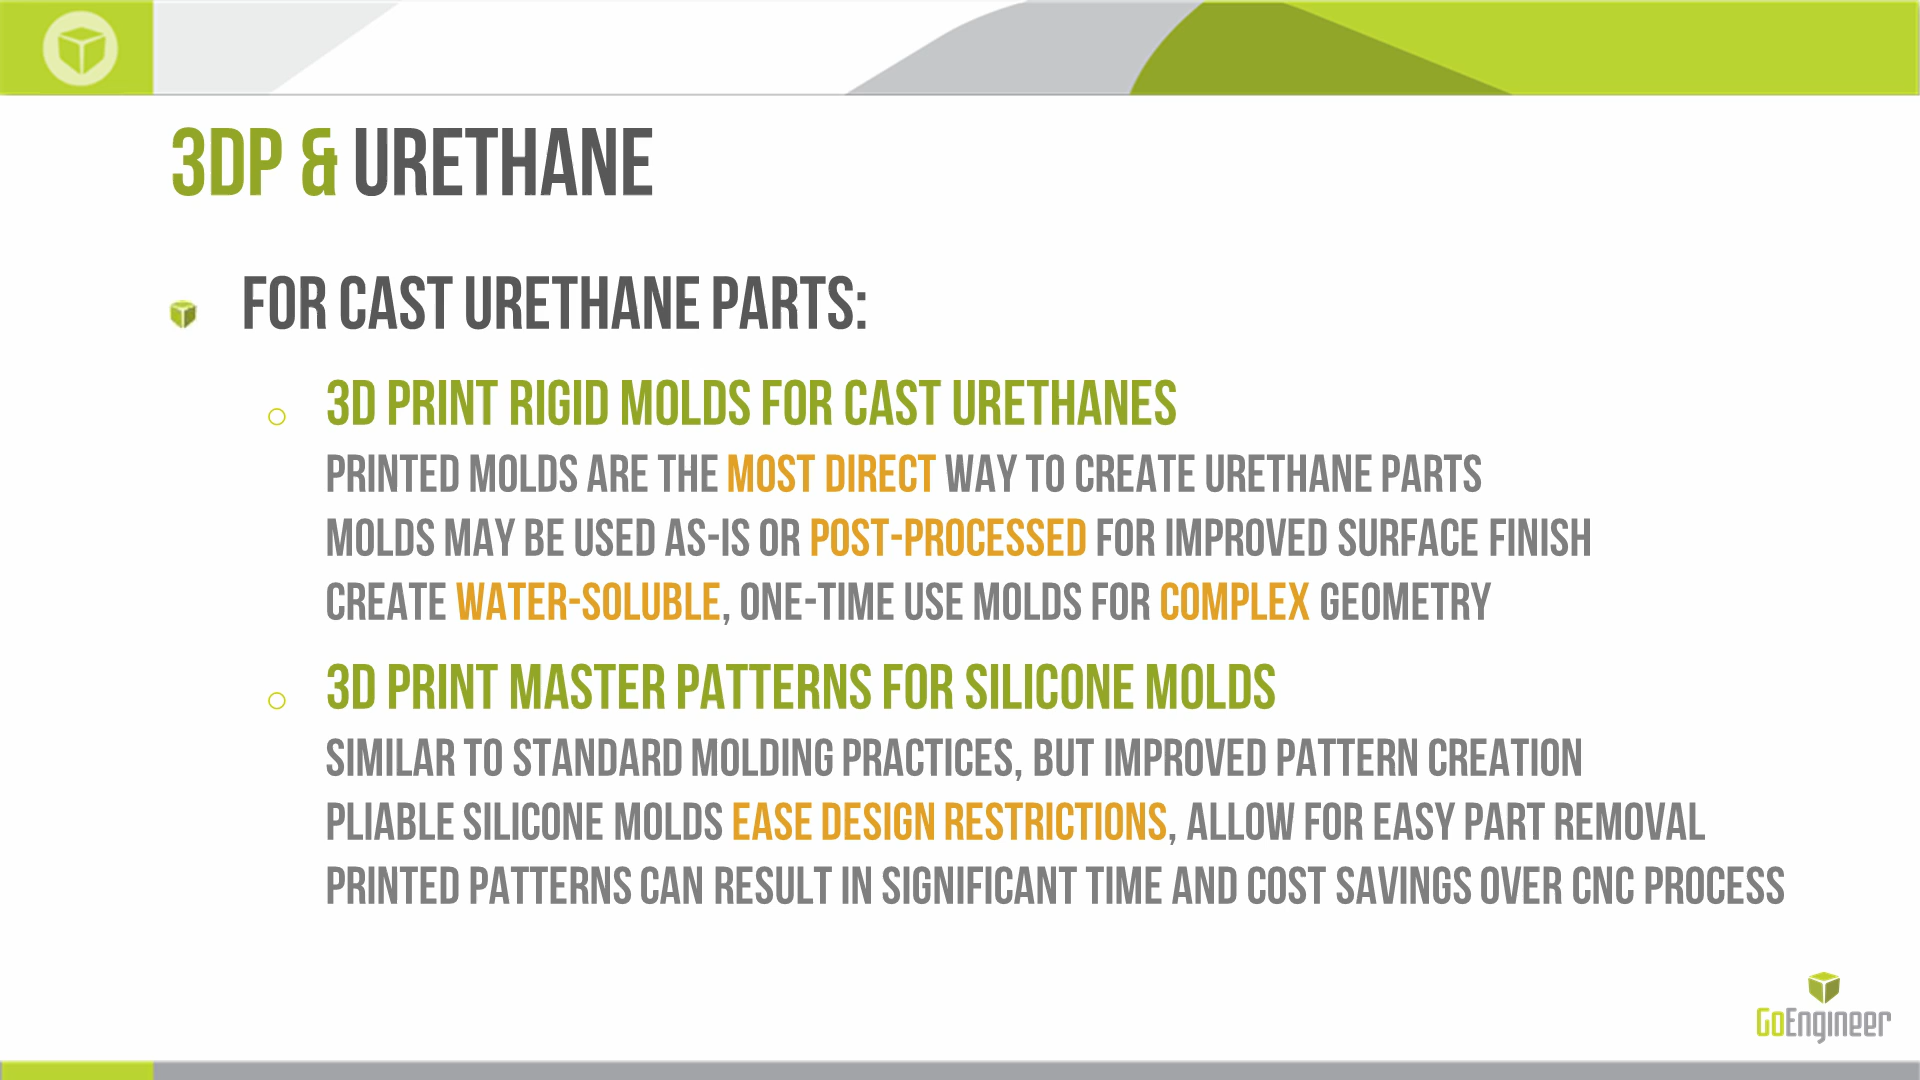 3DP & URETHANE
FOR CAST URETHANE PARTS:
3D PRINT RIGID MOLDS FOR CAST URETHANES
PRINTED MOLDS ARE THE MOST DIRECT WAY TO CREATE URETHANE PARTS
MOLDS MAY BE USED AS-IS OR POST-PROCESSED FOR IMPROVED SURFACE FINISH
CREATE WATER-SOLUBLE, ONE-TIME USE MOLDS FOR COMPLEX GEOMETRY
3D PRINT MASTER PATTERNS FOR SILICONE MOLDS
SIMILAR TO STANDARD MOLDING PRACTICES, BUT IMPROVED PATTERN CREATION
PLIABLE SILICONE MOLDS EASE DESIGN RESTRICTIONS, ALLOW FOR EASY PART REMOVAL
PRINTED PATTERNS CAN RESULT IN SIGNIFICANT TIME AND COST SAVINGS OVER CNC PROCESS
GoEngineer